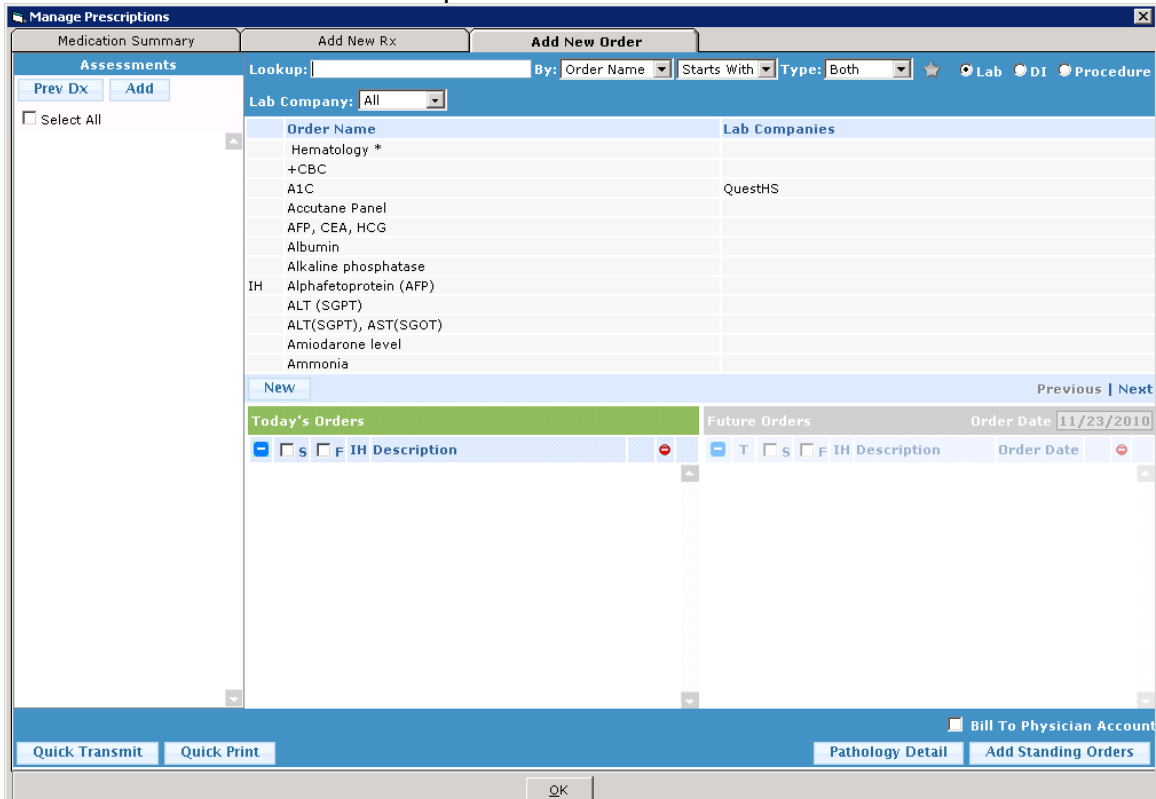 Manage Prescriptions
Medication Summary Add New Rx Add New Order
Assessments
Prev Dx Add
Select All
Lookup: By: Order Name Starts With Type: Both Lab DI Procedure
Lab Company: All
Order Name Lab Companies
Hematology *
+CBC
A1C QuestHS
Accutane Panel
AFP, CEA, HCG
Albumin
Alkaline phosphatase
IH Alphafetoprotein (AFP)
ALT (SGPT)
ALT(SGPT), AST(SGOT)
Amiodarone level
Ammonia
New Previous | Next
Today's Orders Future Orders Order Date 11/23/2010
S F IH Description T S F IH Description Order Date
Bill To Physician Account
Quick Transmit Quick Print Pathology Detail Add Standing Orders
OK